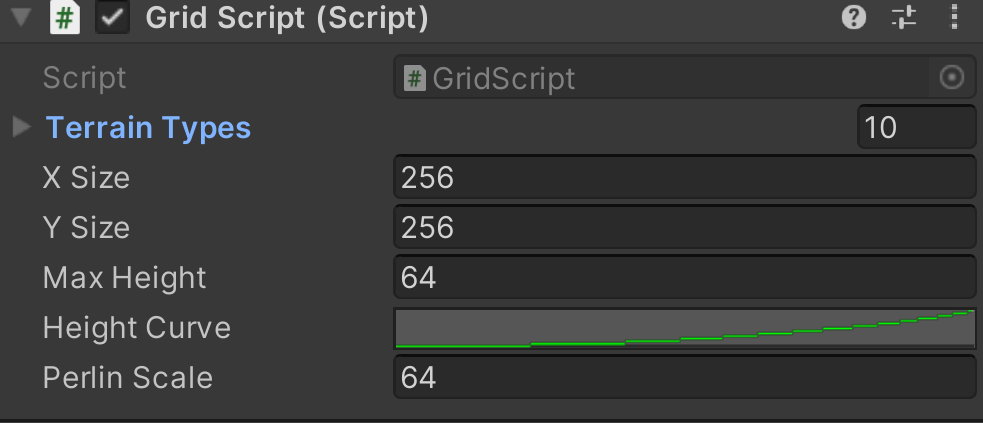 # Grid Script (Script) ?
Script # GridScript
Terrain Types 10
X Size 256
Y Size 256
Max Height 64
Height Curve
Perlin Scale 64